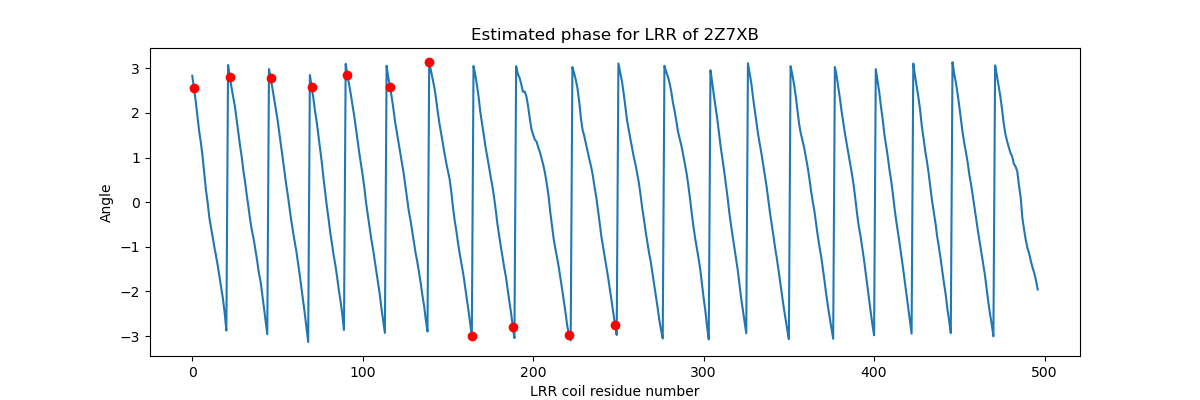 Estimated phase for LRR of 2Z7XB
Angle
3
2
1
0
−1
−2
−3
0 100 200 300 400 500
LRR coil residue number